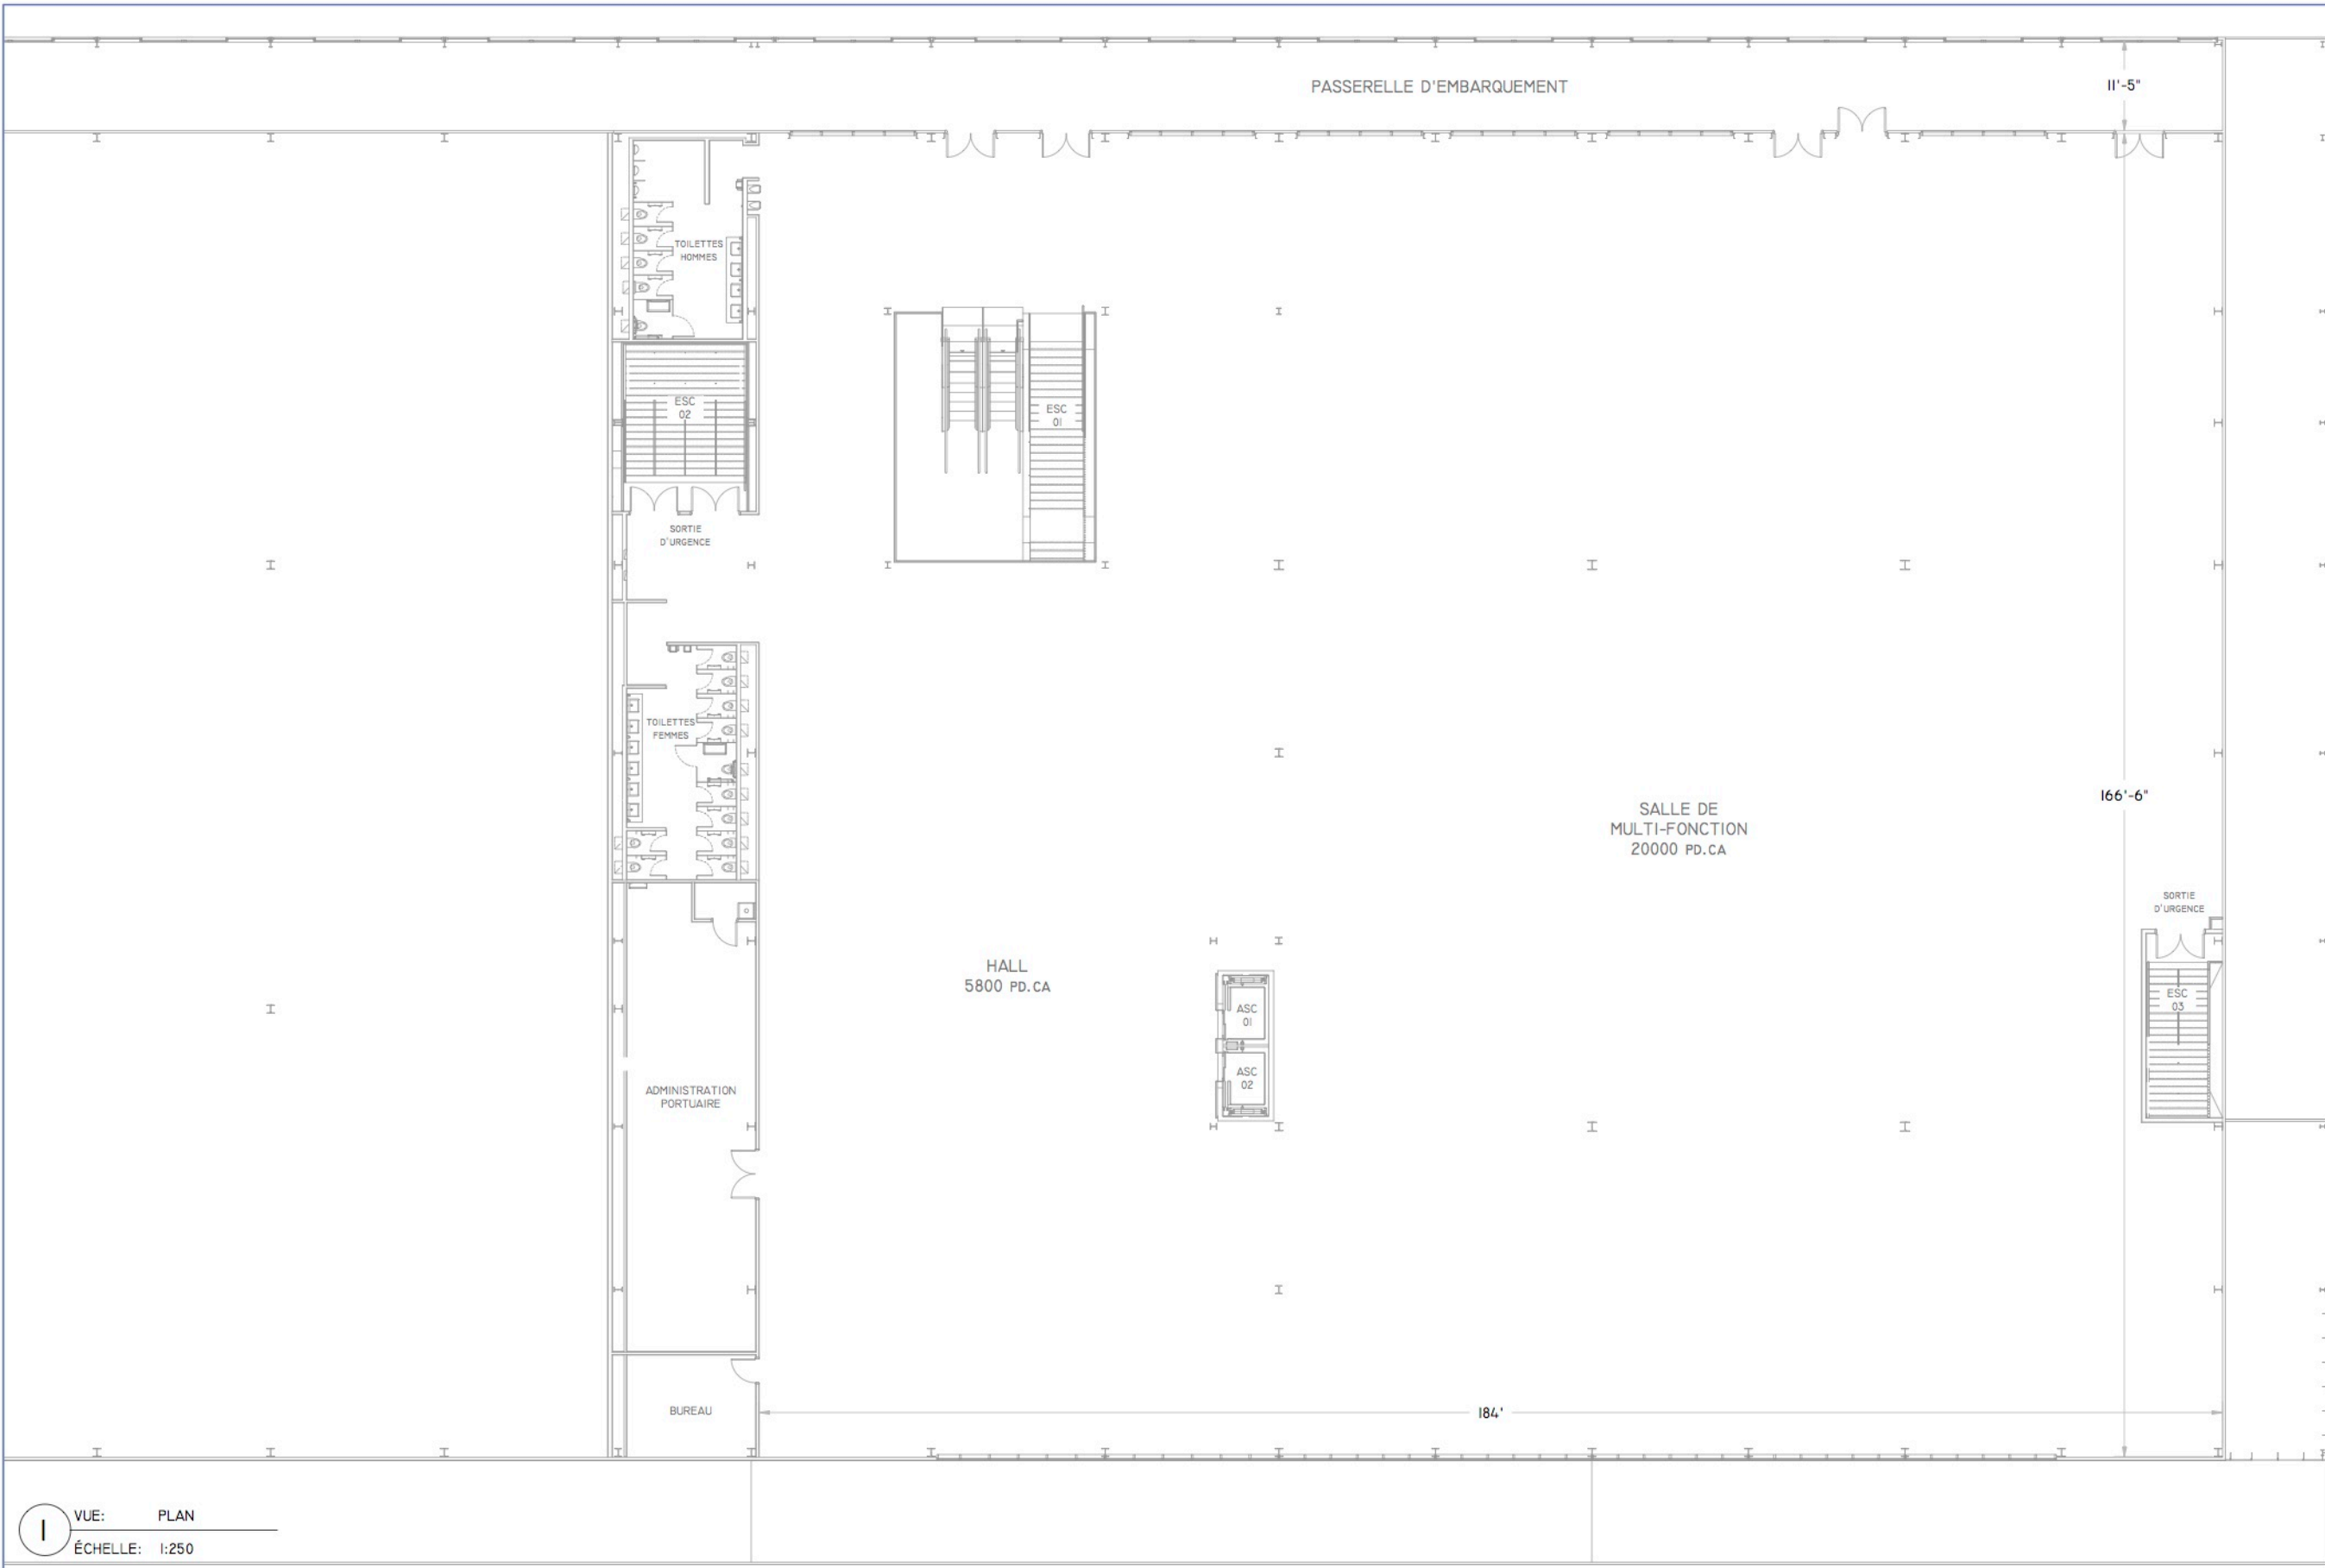 PASSERELLE D'EMBARQUEMENT
11'-5"
TOILETTES
HOMMES
ESC
02
ESC
01
SORTIE
D'URGENCE
TOILETTES
FEMMES
SALLE DE
MULTI-FONCTION
20000 PD.CA
166'-6"
SORTIE
D'URGENCE
HALL
5800 PD.CA
ASC
01
ESC
03
ASC
02
ADMINISTRATION
PORTUAIRE
BUREAU
184'
1
VUE: PLAN
ÉCHELLE: 1:250